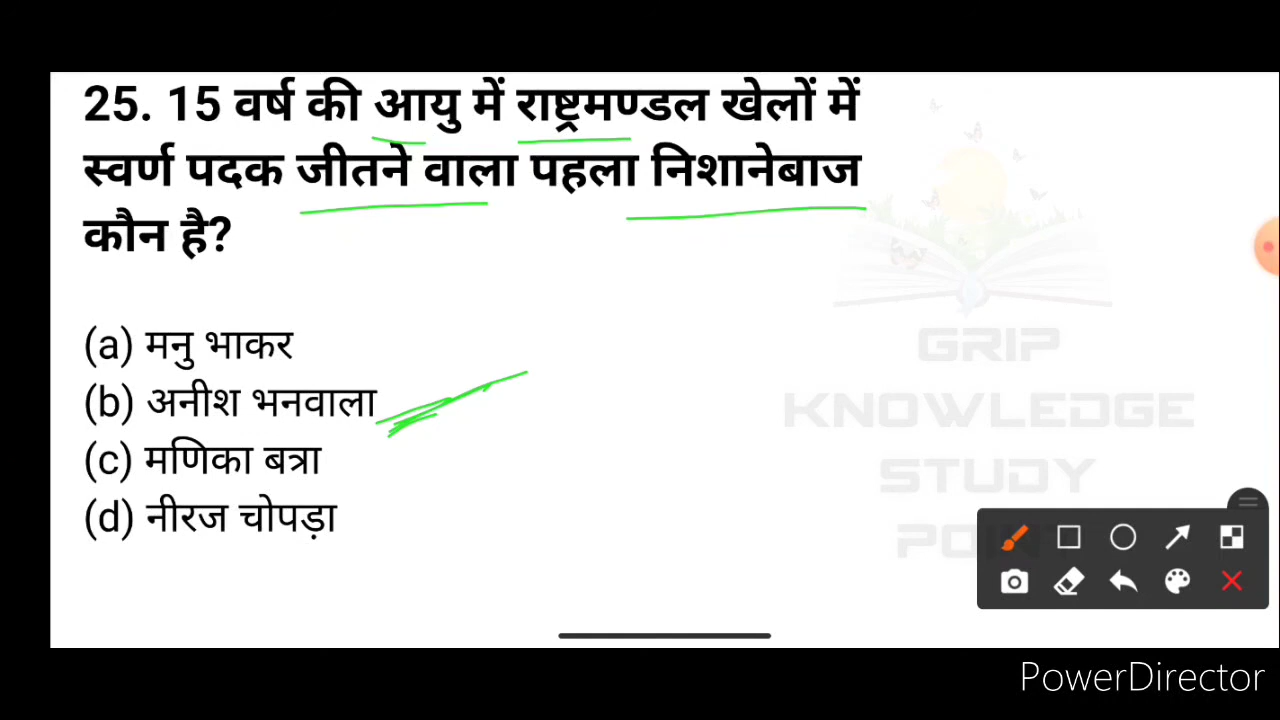 25. 15 वर्ष की आयु में राष्ट्रमण्डल खेलों में
स्वर्ण पदक जीतने वाला पहला निशानेबाज
कौन है?
(a) मनु भाकर
(b) अनीश भनवाला
(c) मणिका बत्रा
(d) नीरज चोपड़ा
GRIP
KNOWLEDGE
STUDY
PowerDirector